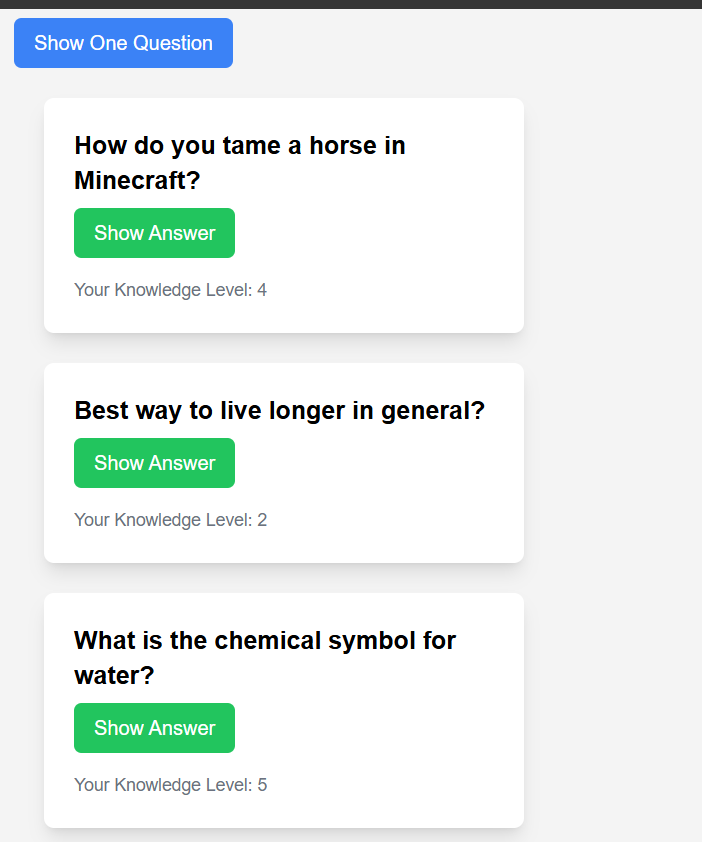 Show One Question
How do you tame a horse in
Minecraft?
Show Answer
Your Knowledge Level: 4
Best way to live longer in general?
Show Answer
Your Knowledge Level: 2
What is the chemical symbol for
water?
Show Answer
Your Knowledge Level: 5